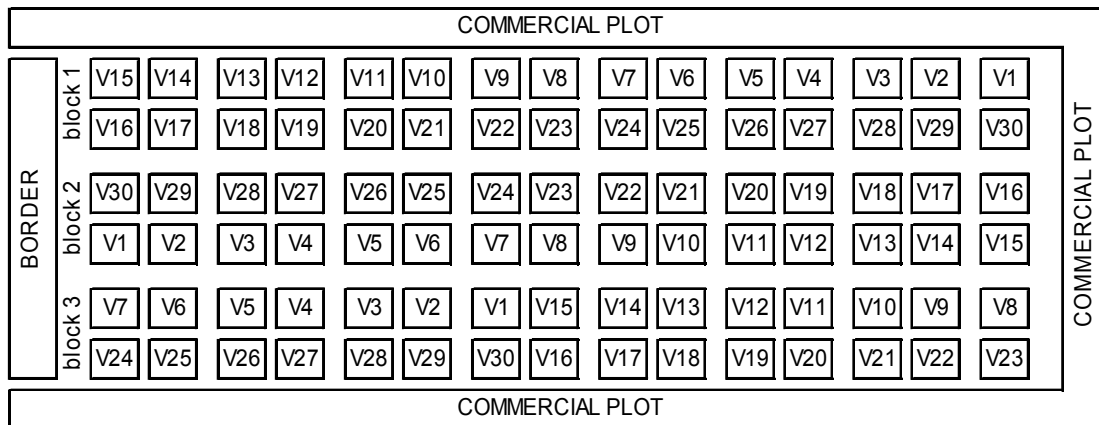 COMMERCIAL PLOT
BORDER
block 1
V15 V14 V13 V12 V11 V10 V9 V8 V7 V6 V5 V4 V3 V2 V1
V16 V17 V18 V19 V20 V21 V22 V23 V24 V25 V26 V27 V28 V29 V30
block 2
V30 V29 V28 V27 V26 V25 V24 V23 V22 V21 V20 V19 V18 V17 V16
V1 V2 V3 V4 V5 V6 V7 V8 V9 V10 V11 V12 V13 V14 V15
block 3
V7 V6 V5 V4 V3 V2 V1 V15 V14 V13 V12 V11 V10 V9 V8
V24 V25 V26 V27 V28 V29 V30 V16 V17 V18 V19 V20 V21 V22 V23
COMMERCIAL PLOT
COMMERCIAL PLOT